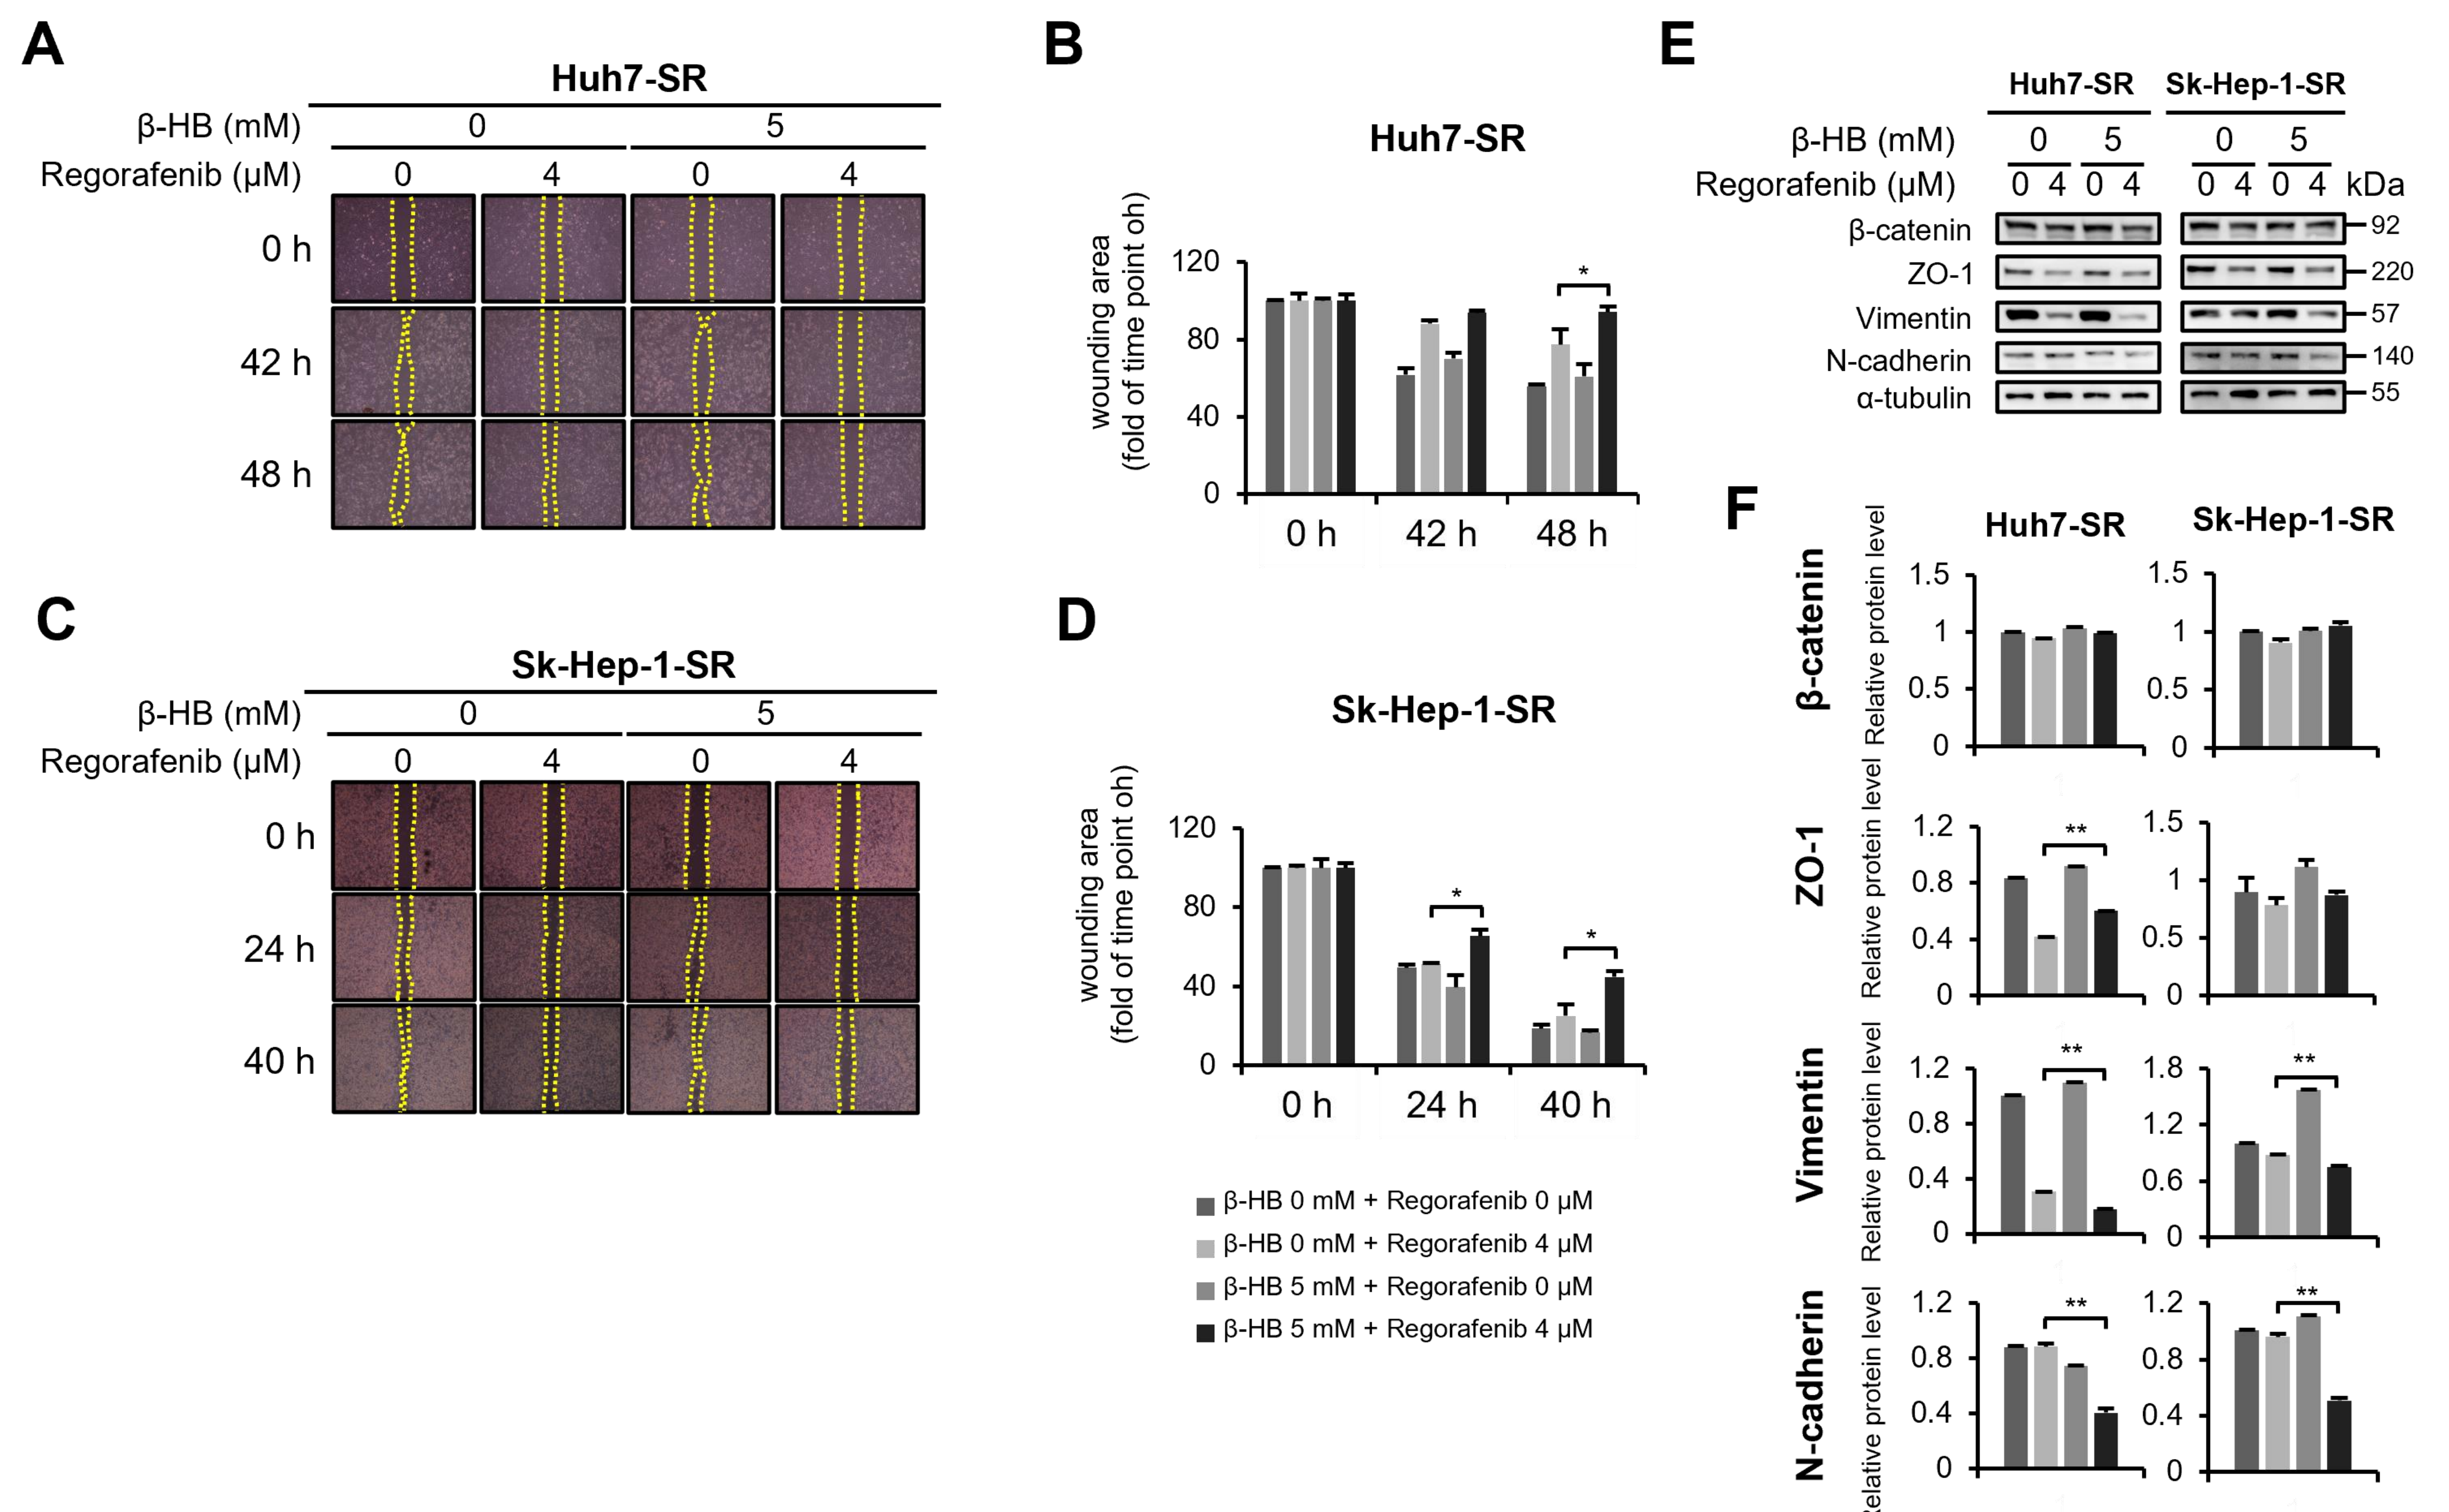 A
Huh7-SR
β-HB (mM) 0 5
Regorafenib (μM) 0 4 0 4
0 h
42 h
48 h
B
Huh7-SR
wounding area
(fold of time point oh)
120
80
40
0
*
0 h 42 h 48 h
C
Sk-Hep-1-SR
β-HB (mM) 0 5
Regorafenib (μM) 0 4 0 4
0 h
24 h
40 h
D
Sk-Hep-1-SR
wounding area
(fold of time point oh)
120
80
40
0
* *
0 h 24 h 40 h
β-HB 0 mM + Regorafenib 0 μM
β-HB 0 mM + Regorafenib 4 μM
β-HB 5 mM + Regorafenib 0 μM
β-HB 5 mM + Regorafenib 4 μM
E
Huh7-SR Sk-Hep-1-SR
β-HB (mM) 0 5 0 5
Regorafenib (μM) 0 4 0 4 0 4 0 4 kDa
β-catenin 92
ZO-1 220
Vimentin 57
N-cadherin 140
α-tubulin 55
F
Huh7-SR Sk-Hep-1-SR
β-catenin
Relative protein level
1.5 1.5
1 1
0.5 0.5
0 0
ZO-1
Relative protein level
** 
1.2 1.5
0.8 1
0.4 0.5
0 0
Vimentin
Relative protein level
** **
1.2 1.8
0.8 1.2
0.4 0.6
0 0
N-cadherin
elative protein level
** **
1.2 1.2
0.8 0.8
0.4 0.4
0 0